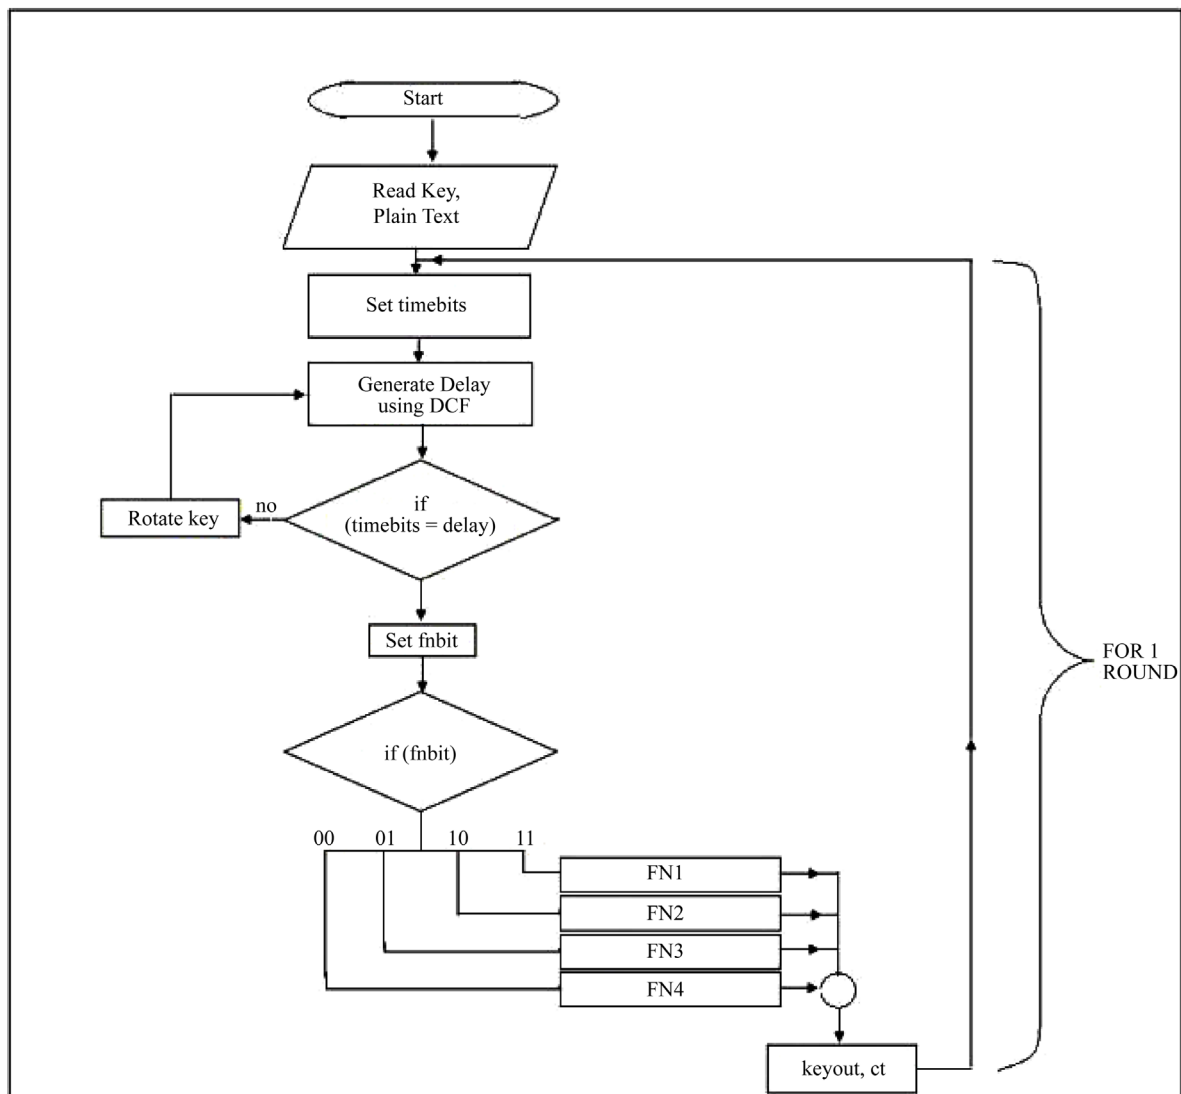 Start
Read Key,
Plain Text
Set timebits
Generate Delay
using DCF
if
(timebits = delay)
no
Rotate key
Set fnbit
FOR 1
ROUND
if (fnbit)
00 01 10 11
FN1
FN2
FN3
FN4
keyout, ct